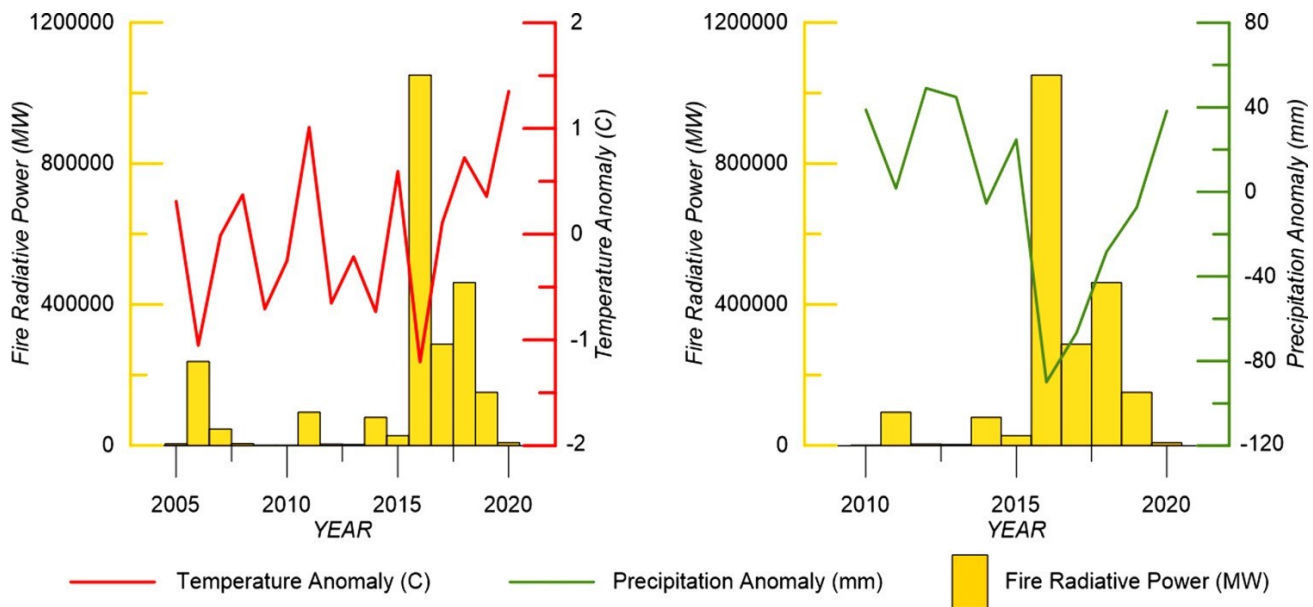 1200000
800000
400000
0
Fire Radiative Power (MW)
2
1
0
-1
-2
Temperature Anomaly (C)
2005 2010 2015 2020
YEAR
1200000
800000
400000
0
Fire Radiative Power (MW)
80
40
0
-40
-80
-120
Precipitation Anomaly (mm)
2010 2015 2020
YEAR
Temperature Anomaly (C) Precipitation Anomaly (mm) Fire Radiative Power (MW)